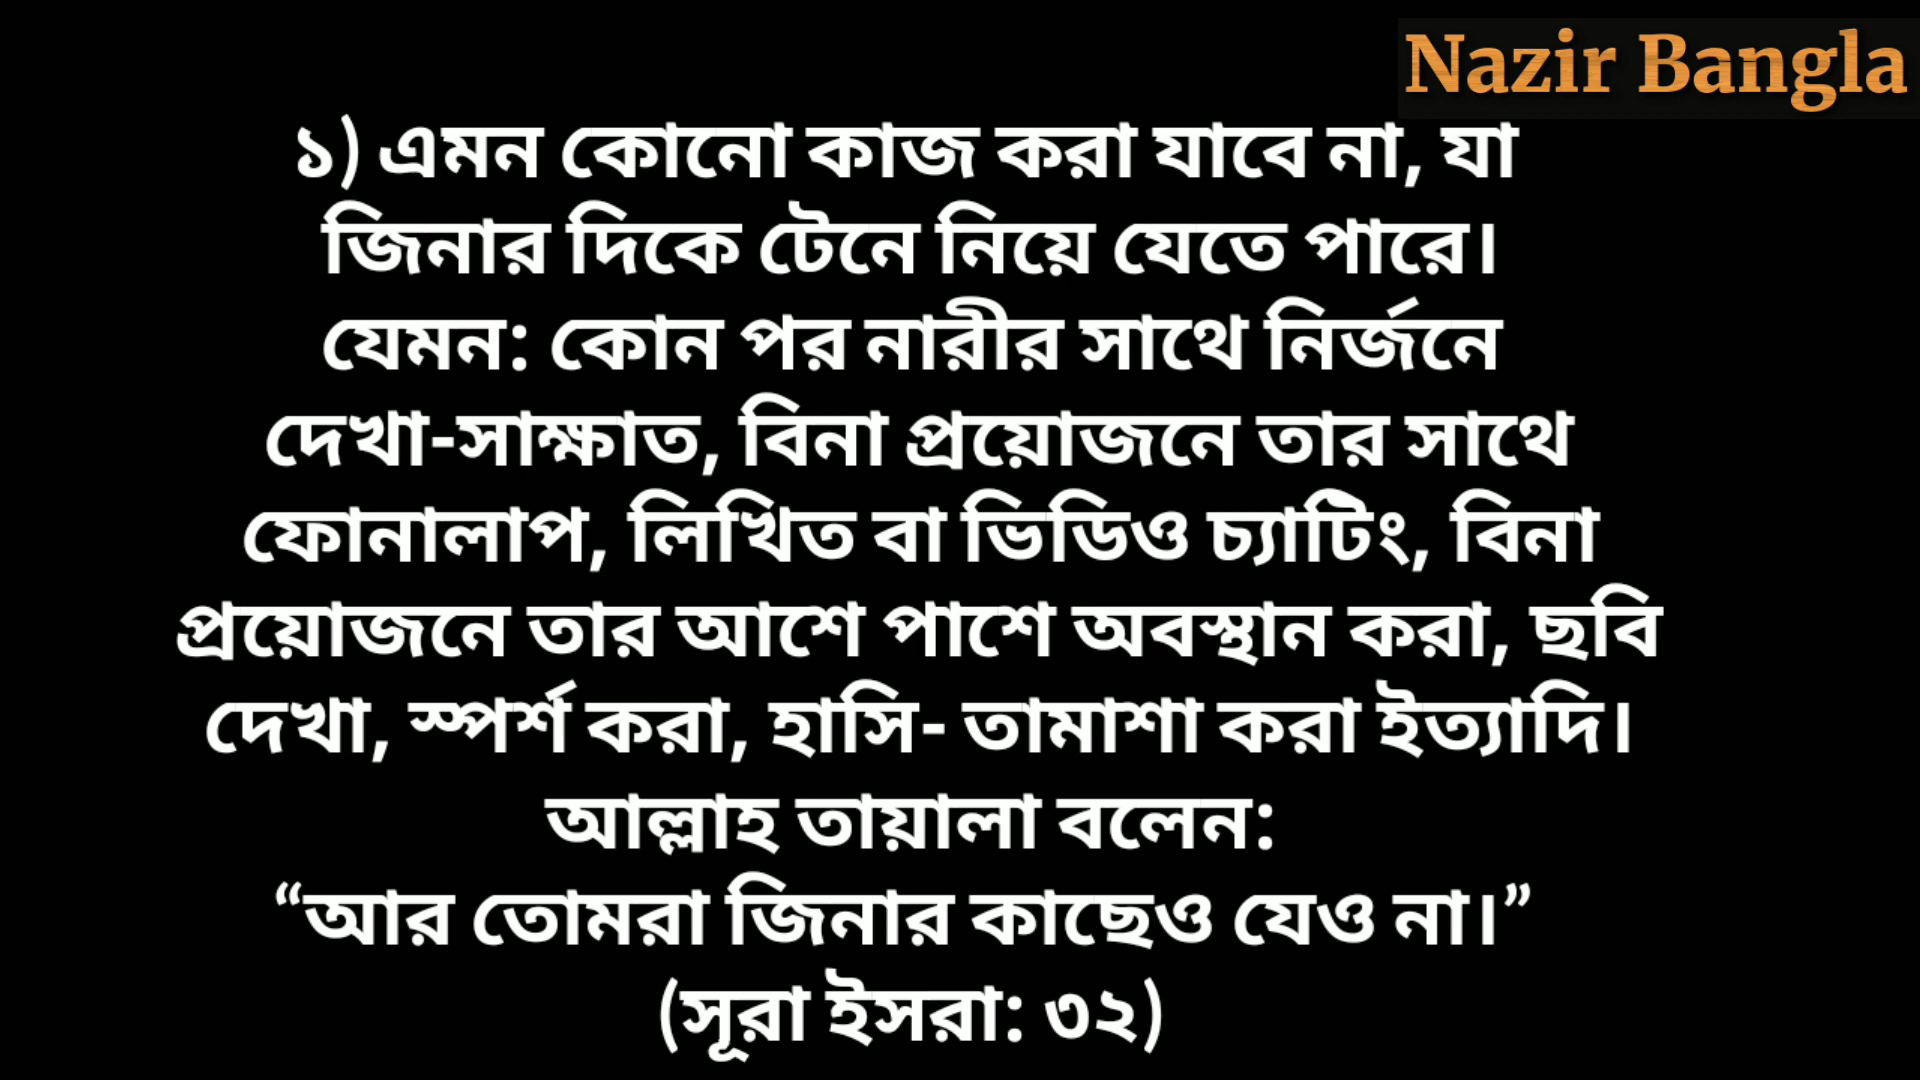 Nazir Bangla
১) এমন কোনো কাজ করা যাবে না, যা
জিনার দিকে টেনে নিয়ে যেতে পারে।
যেমন: কোন পর নারীর সাথে নির্জনে
দেখা-সাক্ষাত, বিনা প্রয়োজনে তার সাথে
ফোনালাপ, লিখিত বা ভিডিও চ্যাটিং, বিনা
প্রয়োজনে তার আশে পাশে অবস্থান করা, ছবি
দেখা, স্পর্শ করা, হাসি- তামাশা করা ইত্যাদি।
আল্লাহ তায়ালা বলেন:
“আর তোমরা জিনার কাছেও যেও না।”
(সূরা ইসরা: ৩২)